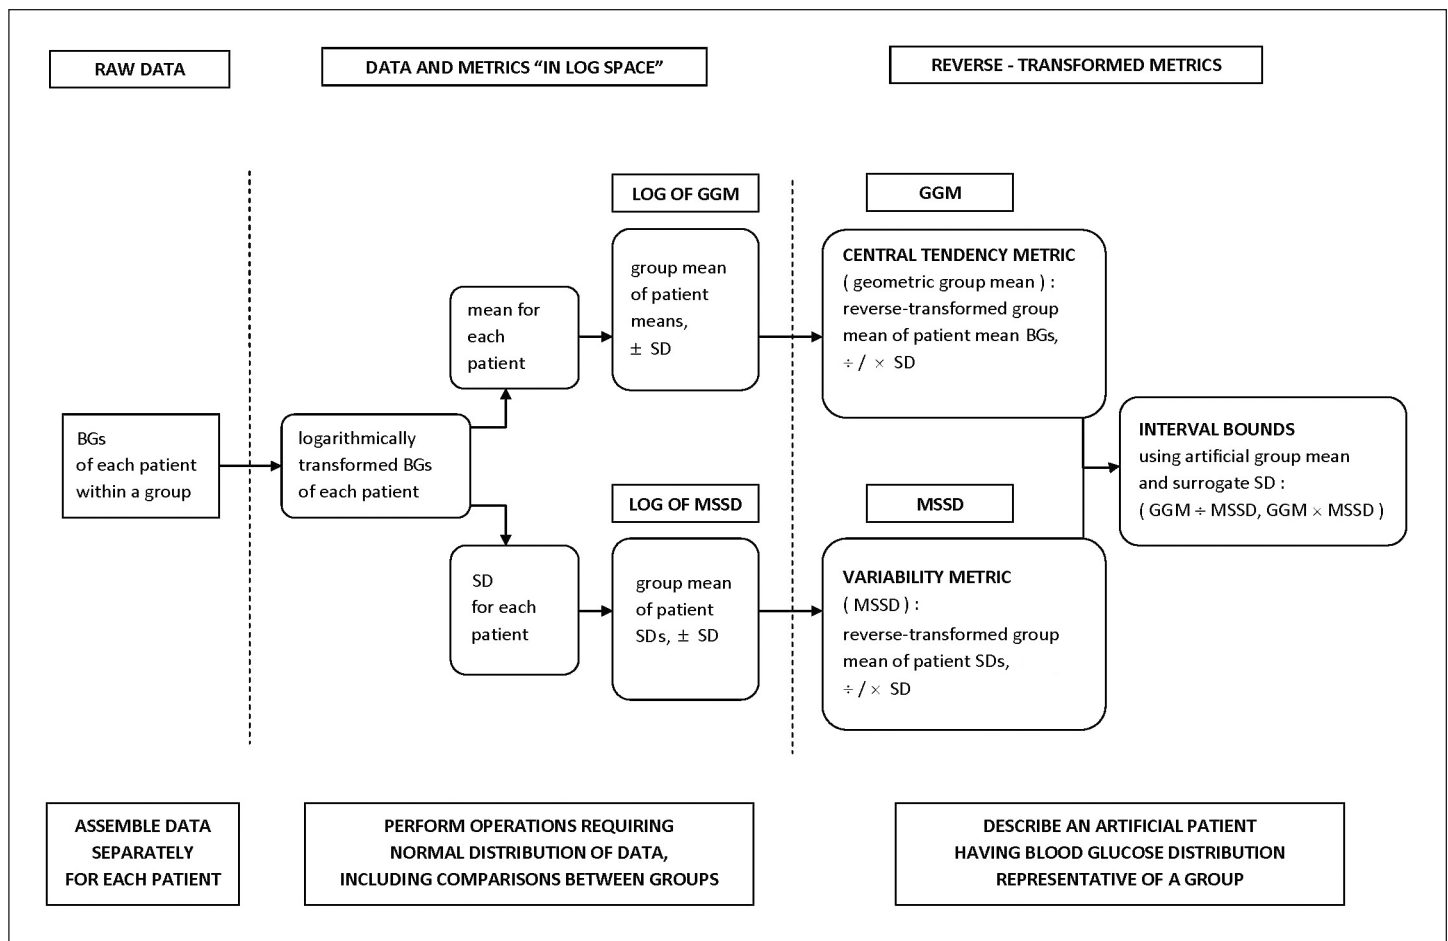 RAW DATA
DATA AND METRICS “IN LOG SPACE”
REVERSE - TRANSFORMED METRICS
LOG OF GGM
GGM
group mean
of patient
means,
± SD
CENTRAL TENDENCY METRIC
( geometric group mean ) :
reverse-transformed group
mean of patient mean BGs,
÷ / × SD
mean for
each
patient
BGs
of each patient
within a group
logarithmically
transformed BGs
of each patient
INTERVAL BOUNDS
using artificial group mean
and surrogate SD :
( GGM ÷ MSSD, GGM × MSSD )
LOG OF MSSD
MSSD
SD
for each
patient
group mean
of patient
SDs, ± SD
VARIABILITY METRIC
( MSSD ) :
reverse-transformed group
mean of patient SDs,
÷ / × SD
ASSEMBLE DATA
SEPARATELY
FOR EACH PATIENT
PERFORM OPERATIONS REQUIRING
NORMAL DISTRIBUTION OF DATA,
INCLUDING COMPARISONS BETWEEN GROUPS
DESCRIBE AN ARTIFICIAL PATIENT
HAVING BLOOD GLUCOSE DISTRIBUTION
REPRESENTATIVE OF A GROUP